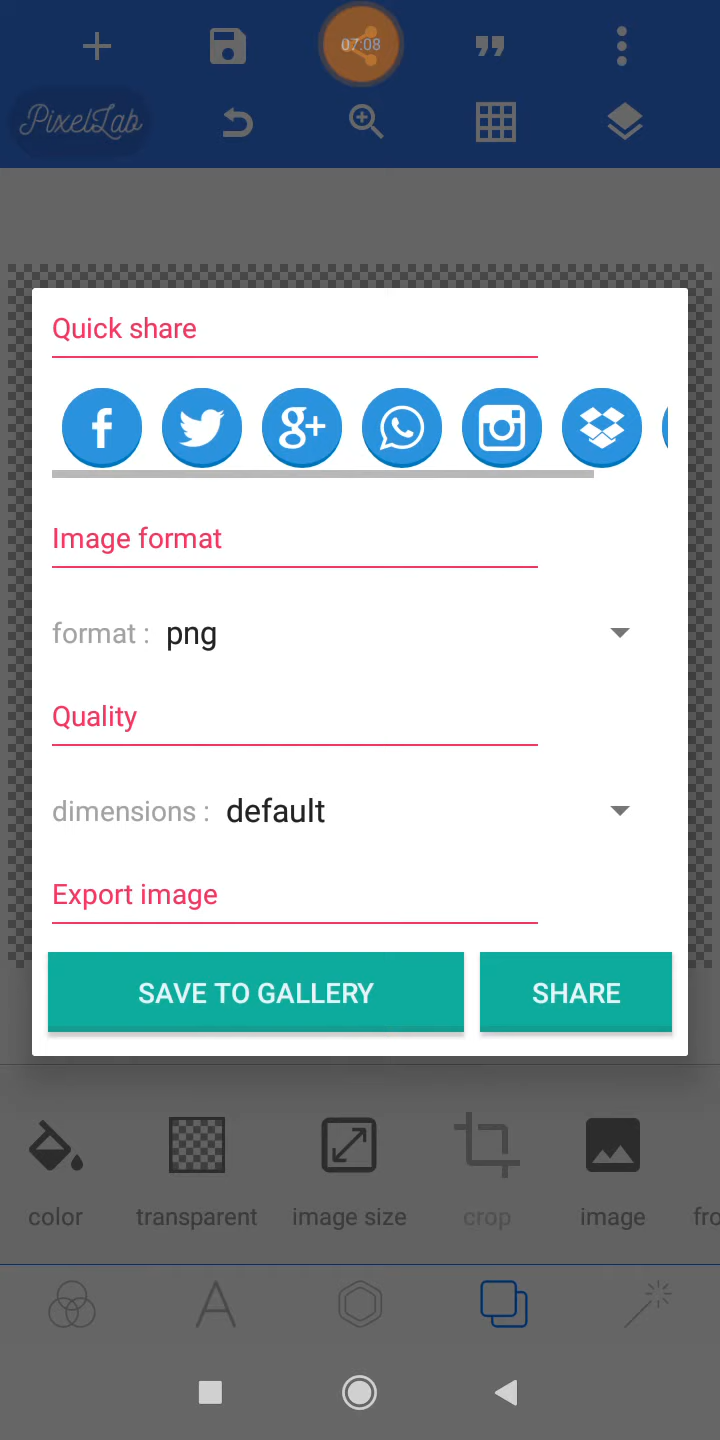 07:08
PixelLab
Quick share
f
g+
Image format
format : png
Quality
dimensions : default
Export image
SAVE TO GALLERY SHARE
color transparent image size crop image fro